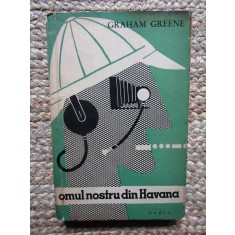 GRAHAM GREENE
omul nostru din Havana